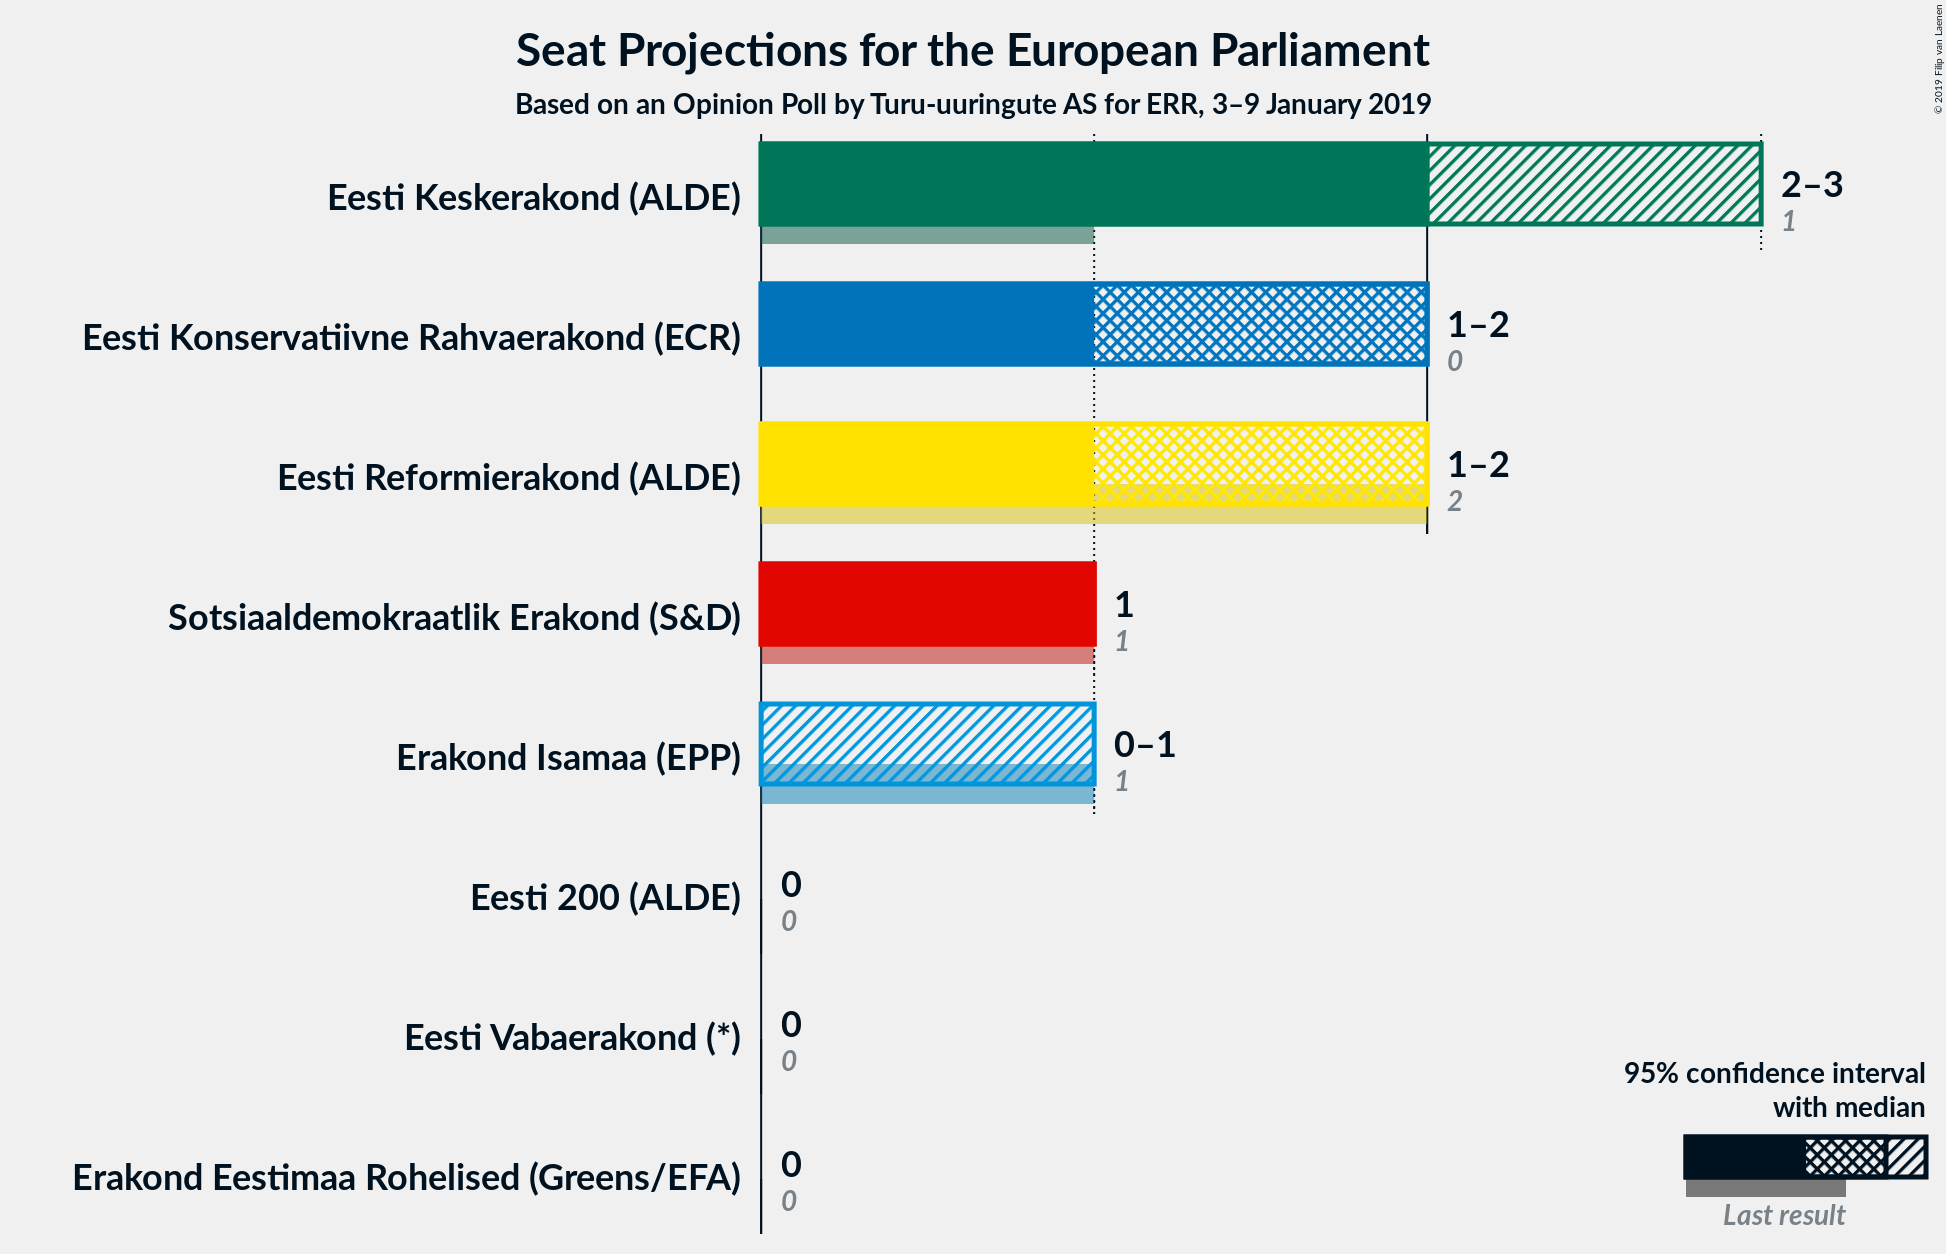 Seat Projections for the European Parliament
Based on an Opinion Poll by Turu-uuringute AS for ERR, 3–9 January 2019
© 2019 Filip van Laenen
Eesti Keskerakond (ALDE)
2–3
1
Eesti Konservatiivne Rahvaerakond (ECR)
1–2
0
Eesti Reformierakond (ALDE)
1–2
2
Sotsiaaldemokraatlik Erakond (S&D)
1
1
Erakond Isamaa (EPP)
0–1
1
Eesti 200 (ALDE)
0
0
Eesti Vabaerakond (*)
0
0
Erakond Eestimaa Rohelised (Greens/EFA)
0
0
95% confidence interval
with median
Last result